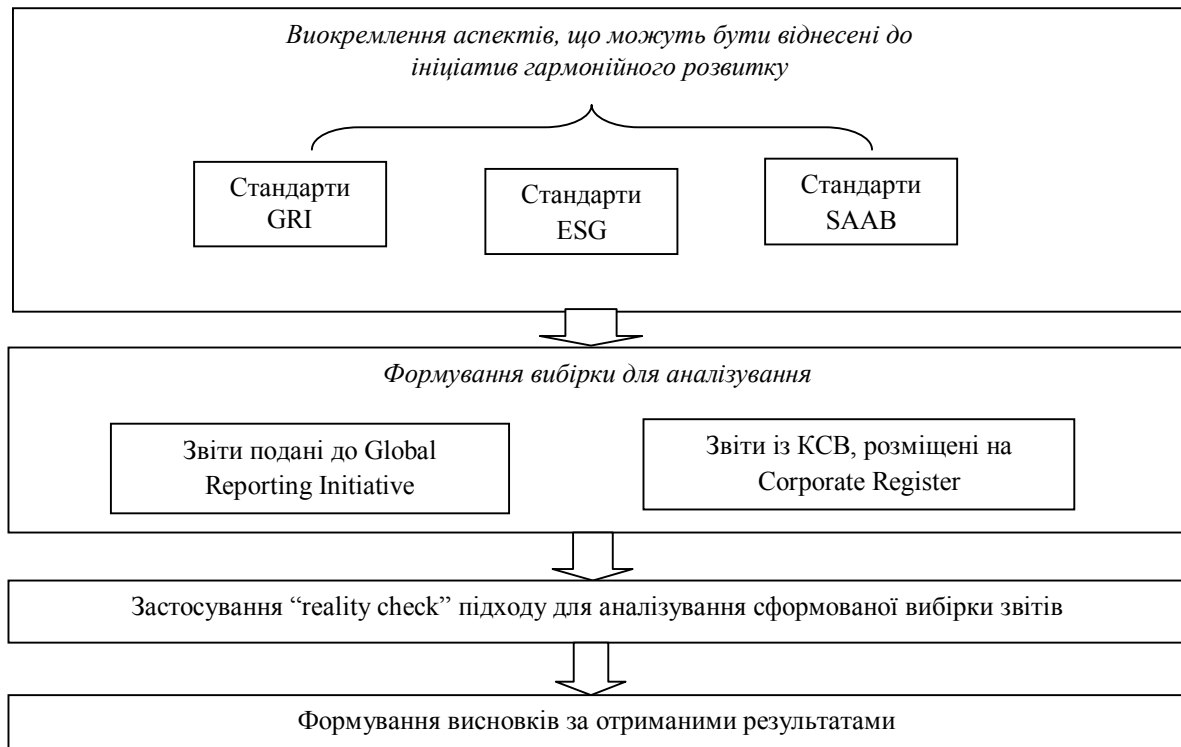 Виокремлення аспектів, що можуть бути віднесені до
ініціатив гармонійного розвитку
Стандарти
GRI
Стандарти
ESG
Стандарти
SAAB
Формування вибірки для аналізування
Звіти подані до Global
Reporting Initiative
Звіти із КСВ, розміщені на
Corporate Register
Застосування “reality check” підходу для аналізування сформованої вибірки звітів
Формування висновків за отриманими результатами